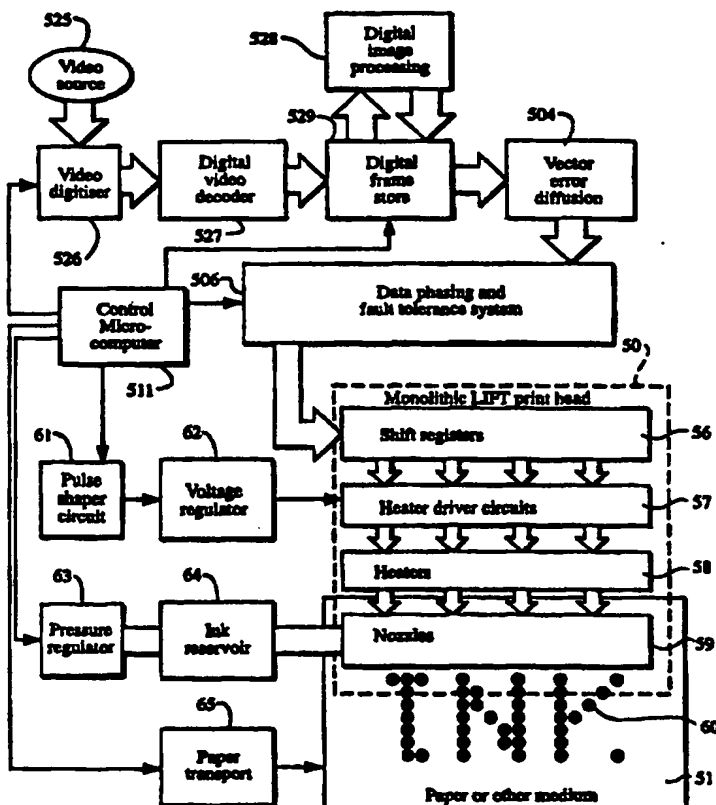 525
Video
source
528
Digital
image
processing
529
504
Video
digitiser
526
Digital
video
decoder
527
Digital
frame
store
Vector
error
diffusion
506
Control
Micro-
computer
511
Data phasing and
fault tolerance system
50
Monolithic LIFT print head
Shift registers
56
61
Pulse
shaper
circuit
62
Voltage
regulator
Heater driver circuits
57
Heaters
58
63
Pressure
regulator
64
Ink
reservoir
Nozzles
59
60
65
Paper
transport
51
Paper or other medium